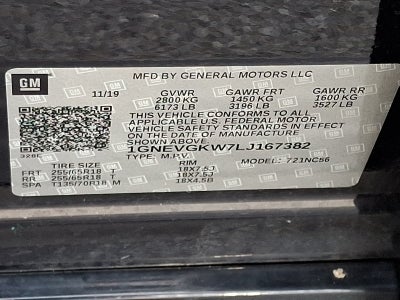 GM
MFD BY GENERAL MOTORS LLC
11/19 GVWR GAWR FRT GAWR RR
2800 KG 1450 KG 1600 KG
6173 LB 3196 LB 3527 LB
THIS VEHICLE CONFORMS TO ALL
APPLICABLE U.S. FEDERAL MOTOR
VEHICLE SAFETY STANDARDS IN EFFECT
ON THE DATE OF MANUFACTURE
SHOWN ABOVE
1GNEVGKW7LJ167382
TYPE: M.P.V. MODEL: 721NC56
TIRE SIZE RIM
FRT 255/65R18 T 18X7.5J
RR 255/65R18 T 18X7.5J
SPA T135/70R18 M 18X4.5B